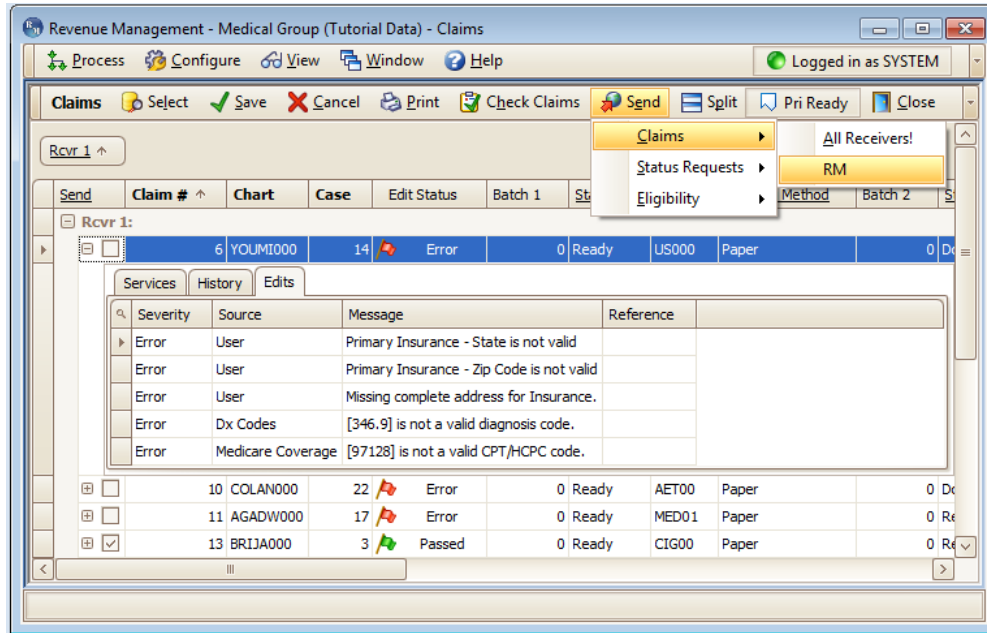 Revenue Management - Medical Group (Tutorial Data) - Claims
Process Configure View Window Help Logged in as SYSTEM
Claims Select Save Cancel Print Check Claims Send Split Pri Ready Close
Claims All Receivers!
Rcvr 1
Status Requests RM
Send Claim # Chart Case Edit Status Batch 1 Eligibility Method Batch 2
Rcvr 1:
6 YOUMI000 14 Error 0 Ready US000 Paper 0
Services History Edits
Severity Source Message Reference
Error User Primary Insurance - State is not valid
Error User Primary Insurance - Zip Code is not valid
Error User Missing complete address for Insurance.
Error Dx Codes [346.9] is not a valid diagnosis code.
Error Medicare Coverage [97128] is not a valid CPT/HCPC code.
10 COLAN000 22 Error 0 Ready AET00 Paper 0
11 AGADW000 17 Error 0 Ready MED01 Paper 0
13 BRIJA000 3 Passed 0 Ready CIG00 Paper 0